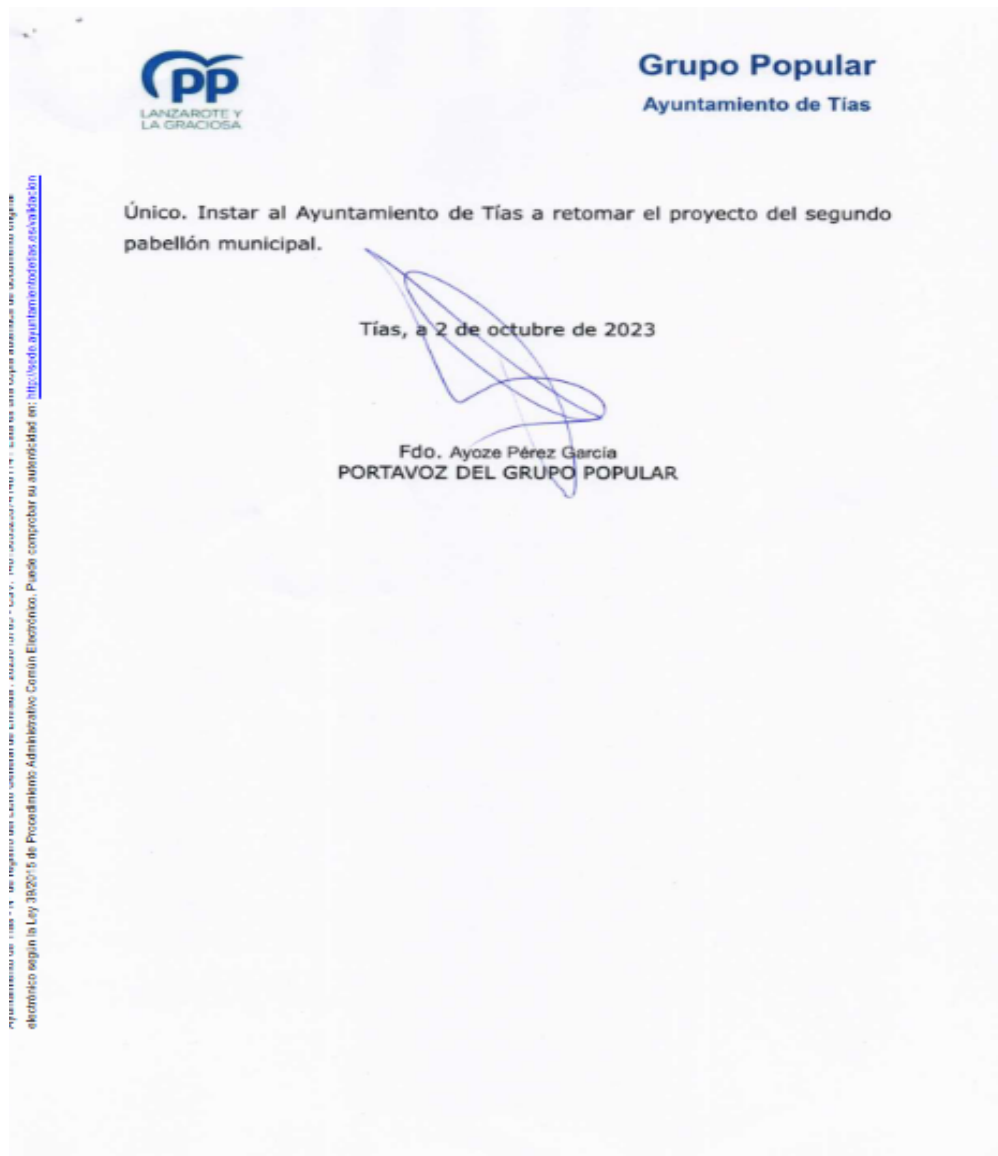 PP
LANZAROTE Y
LA GRACIOSA
Grupo Popular
Ayuntamiento de Tías
Único. Instar al Ayuntamiento de Tías a retomar el proyecto del segundo
pabellón municipal.
Tías, a 2 de octubre de 2023
Fdo. Ayoze Pérez García
PORTAVOZ DEL GRUPO POPULAR
electrónico según la Ley 39/2015 de Procedimiento Administrativo Común Electrónico. Puede comprobar su autenticidad en: http://sede.ayuntamientodetias.es/validacion